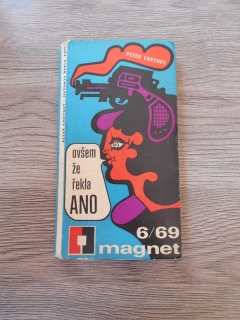 PETER CHEYNEY
ovšem
že
řekla
ANO
6/69
magnet